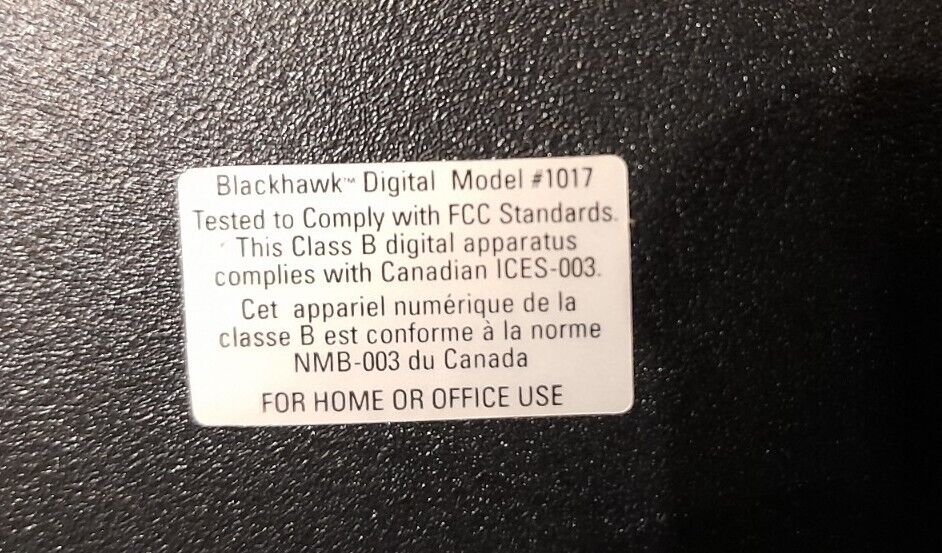 Blackhawk™ Digital Model #1017
Tested to Comply with FCC Standards.
This Class B digital apparatus
complies with Canadian ICES-003.
Cet appariel numérique de la
classe B est conforme à la norme
NMB-003 du Canada
FOR HOME OR OFFICE USE